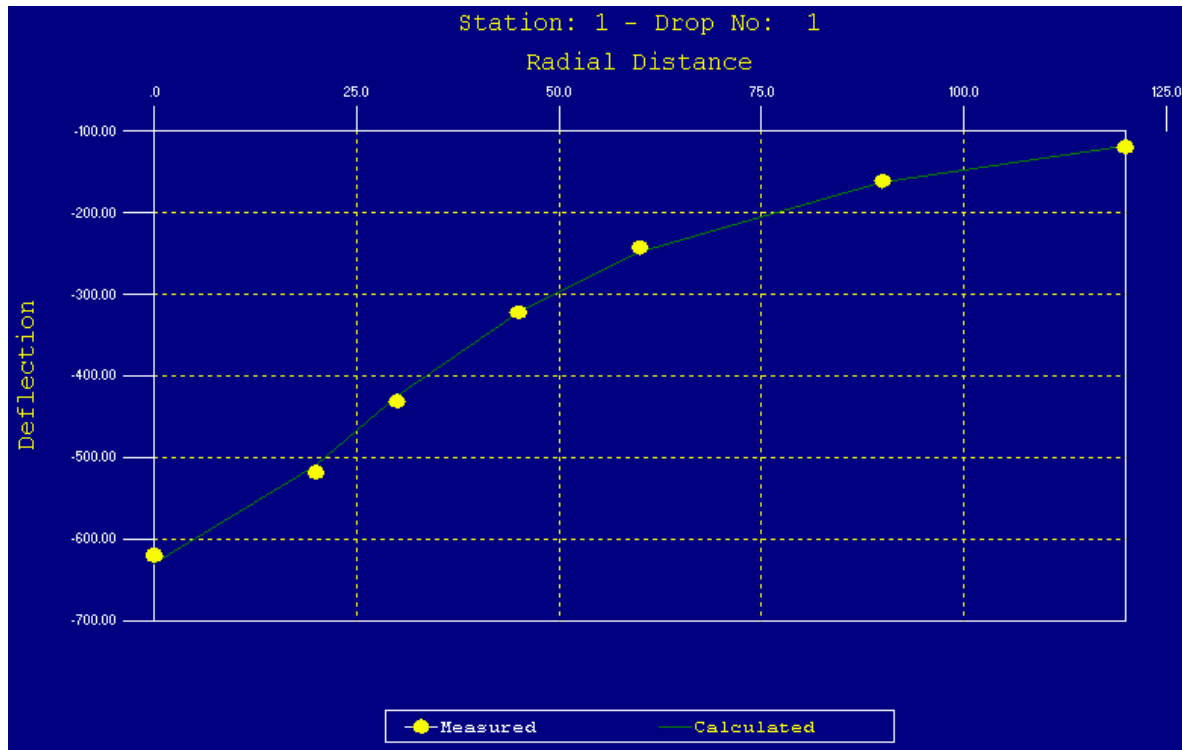 Station: 1 - Drop No:  1
Radial Distance
.0 25.0 50.0 75.0 100.0 125.0
-100.00
-200.00
-300.00
-400.00
-500.00
-600.00
-700.00
Deflection
Measured Calculated